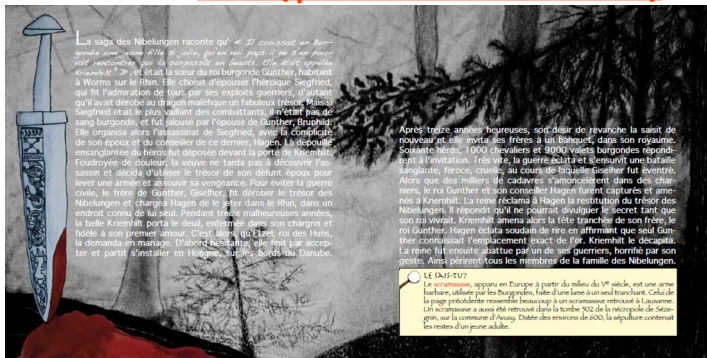 La saga des Nibelungen raconte qu' « Il croissait en Bur-
gondie une jeune fille si jolie, qu'en nul pays il ne s'en pour-
vait rencontrer qui la surpassât en beauté. Elle était appelée
Kriemhilt ! », et était la sœur du roi burgonde Gunther, habitant
à Worms sur le Rhin. Elle choisit d'épouser l'héroïque Siegfried,
qui fit l'admiration de tous par ses exploits guerriers, d'autant
qu'il avait dérobé au dragon maléfique un fabuleux trésor. Mais si
Siegfried était le plus vaillant des combattants, il n'était pas de
sang burgonde, et fut jalousé par l'épouse de Gunther, Brunhild.
Elle organisa alors l'assassinat de Siegfried, avec la complicité
de son époux et du conseiller de ce dernier, Hagen. La dépouille
ensanglantée du héros fut déposée devant la porte de Kriemhilt.
Foudroyée de douleur, la veuve ne tarda pas à découvrir l'as-
sassin et décida d'utiliser le trésor de son défunt époux pour
lever une armée et assouvir sa vengeance. Pour éviter la guerre
civile, le frère de Gunther, Giselher, fit dérober le trésor des
Nibelungen et chargea Hagen de le jeter dans le Rhin, dans un
endroit connu de lui seul. Pendant treize malheureuses années,
la belle Kriemhilt porta le deuil, enfermée dans son chagrin et
fidèle à son premier amour. C'est alors qu'Etzel, roi des Huns,
la demanda en mariage. D'abord hésitante, elle finit par accep-
ter et partit s'installer en Hongrie, sur les bords du Danube.
Après treize années heureuses, son désir de revanche la saisit de
nouveau et elle invita ses frères à un banquet, dans son royaume.
Soixante héros, 1000 chevaliers et 9000 valets burgondes répondi-
rent à l'invitation. Très vite, la guerre éclata et s'ensuivit une bataille
sanglante, féroce, cruelle, au cours de laquelle Giselher fut éventré.
Alors que des milliers de cadavres s'amoncelèrent dans des char-
niers, le roi Gunther et son conseiller Hagen furent capturés et ame-
nés à Kriemhilt. La reine réclama à Hagen la restitution du trésor des
Nibelungen. Il répondit qu'il ne pourrait divulguer le secret tant que
son roi vivrait. Kriemhilt amena alors la tête tranchée de son frère, le
roi Gunther. Hagen éclata soudain de rire en affirmant que seul Gun-
ther connaissait l'emplacement exact de l'or. Kriemhilt le décapita.
La reine fut ensuite abattue par un de ses guerriers, horrifié par son
geste. Ainsi périrent tous les membres de la famille des Nibelungen.
LE SAIS-TU?
Le scramasaxe, apparu en Europe à partir du milieu du Ve siècle, est une arme
barbare, utilisée par les Burgondes, faite d'une lame à un seul tranchant. Celui de
la page précédente ressemble beaucoup à un scramasaxe retrouvé à Lausanne.
Un scramasaxe a aussi été retrouvé dans la tombe 302 de la nécropole de Séze-
gnin, sur la commune d'Avusy. Datée des environs de 600, la sépulture contenait
les restes d'un jeune adulte.